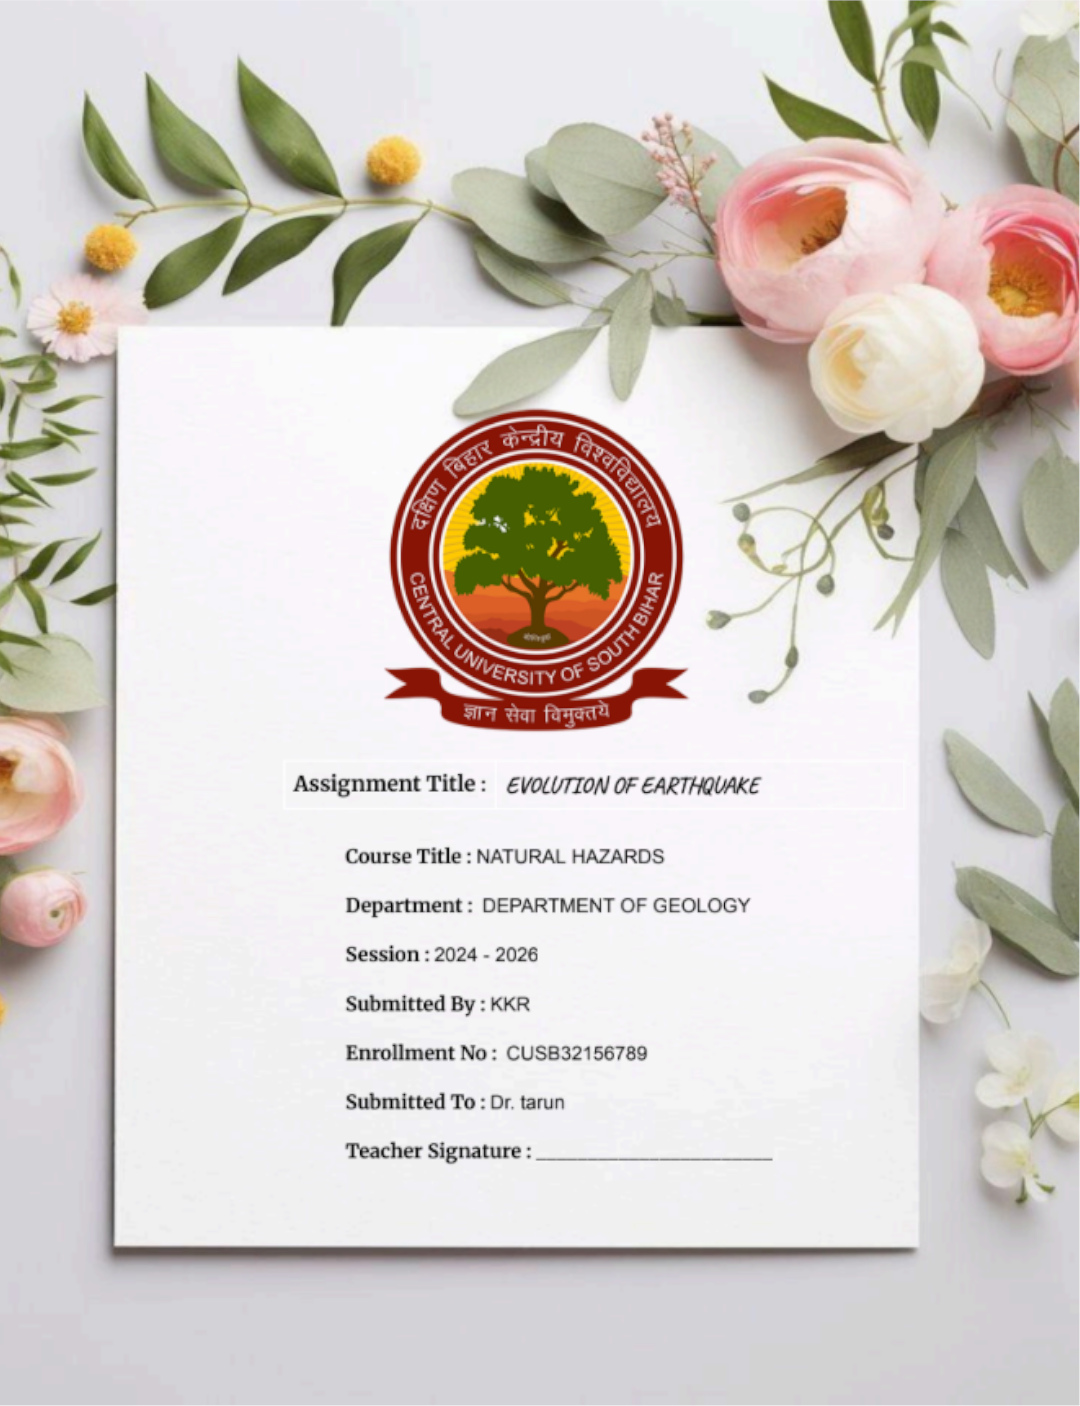 दक्षिण बिहार केन्द्रीय विश्वविद्यालय
CENTRAL UNIVERSITY OF SOUTH BIHAR
ज्ञान सेवा विमुक्तये
Assignment Title : EVOLUTION OF EARTHQUAKE
Course Title : NATURAL HAZARDS
Department : DEPARTMENT OF GEOLOGY
Session : 2024 - 2026
Submitted By : KKR
Enrollment No : CUSB32156789
Submitted To : Dr. tarun
Teacher Signature : ______________________